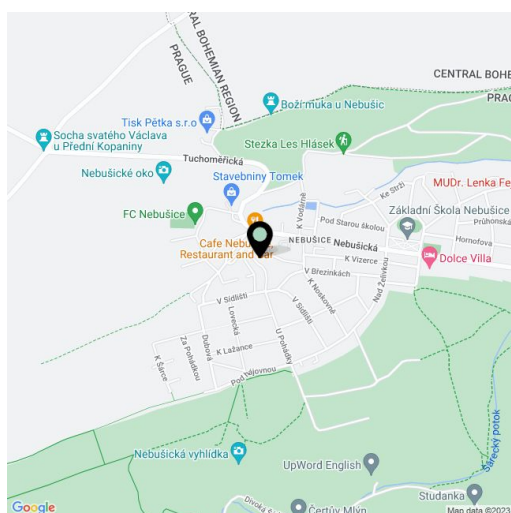 CENTRAL BOHEMIAN REGION
PRAGUE
CENTRAL BOHE
PRAG
Boží muka u Nebušic
Tisk Pětka s.r.o
Socha svatého Václava
u Přední Kopaniny
Stezka Les Hlásek
Tuchoměřická
Nebušické oko
Stavebniny Tomek
Ke Strži
MUDr. Lenka Fe
FC Nebušice
K Vodárně
Pod Starou školou
Základní Škola Nebušice
Průhonská
Cafe Nebu
Restaurant and Bar
NEBUŠICE
Nebušická
Hornofova
K Vizerce
Dolce Villa
V Březinkách
Nad Želivkou
V Sídlišti
K Noskovně
V Sídlišti
Lovecká
U Pohádky
Dubová
Za Pohádkou
K Lažance
K Šárce
Pod
ějovnou
Nebušická vyhlídka
Šárecký potok
UpWord English
Studánka
Divoká š
Čertův Mlýn
Google
Map data ©2023